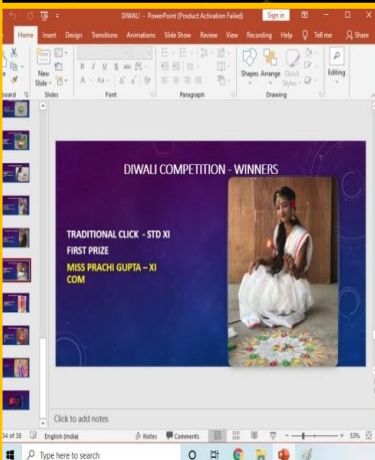 DIWALI - PowerPoint (Product Activation Failed)
Sign in
Home Insert Design Transitions Animations Slide Show Review View Recording Help Tell me Share
New
Slide
Shapes Arrange Quick
Styles
Editing
Slides Font Paragraph Drawing
DIWALI COMPETITION - WINNERS
TRADITIONAL CLICK - STD XI
FIRST PRIZE
MISS PRACHI GUPTA – XI
COM
Click to add notes
English (India) Notes Comments 53%
Type here to search